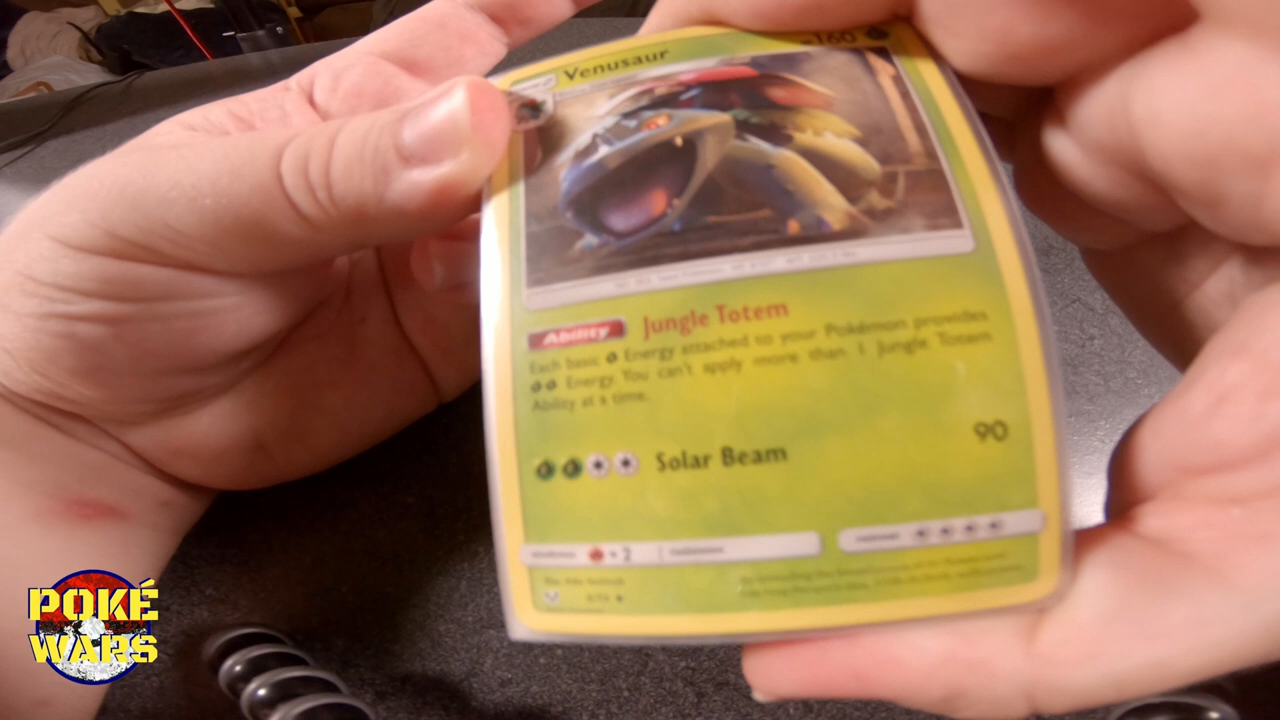 Venusaur 160
Ability Jungle Totem
Each basic Energy attached to your Pokémon provides
Energy. You can't apply more than 1 Jungle Totem
Ability at a time.
Solar Beam 90
weakness ×2
POKÉ
WARS